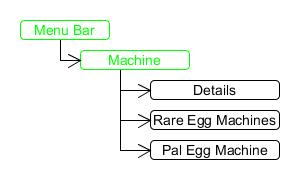 Menu Bar
Machine
Details
Rare Egg Machines
Pal Egg Machine